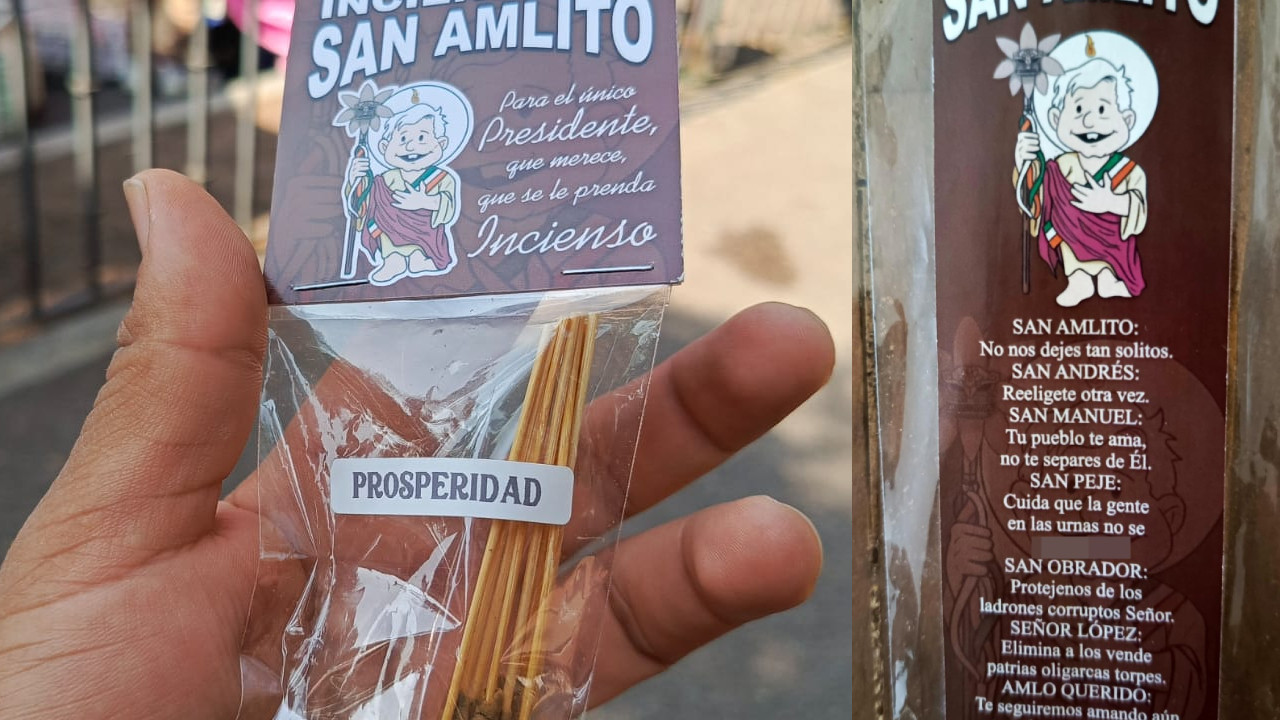 SAN AMLITO
Para el único
Presidente,
que merece,
que se le prenda
Incienso
PROSPERIDAD
SAN AMLITO
SAN AMLITO:
No nos dejes tan solitos.
SAN ANDRÉS:
Reeligete otra vez.
SAN MANUEL:
Tu pueblo te ama,
no te separes de Él.
SAN PEJE:
Cuida que la gente
en las urnas no se
SAN OBRADOR:
Protejenos de los
ladrones corruptos Señor.
SEÑOR LÓPEZ:
Elimina a los vende
patrias oligarcas torpes.
AMLO QUERIDO:
Te seguiremos amando aún